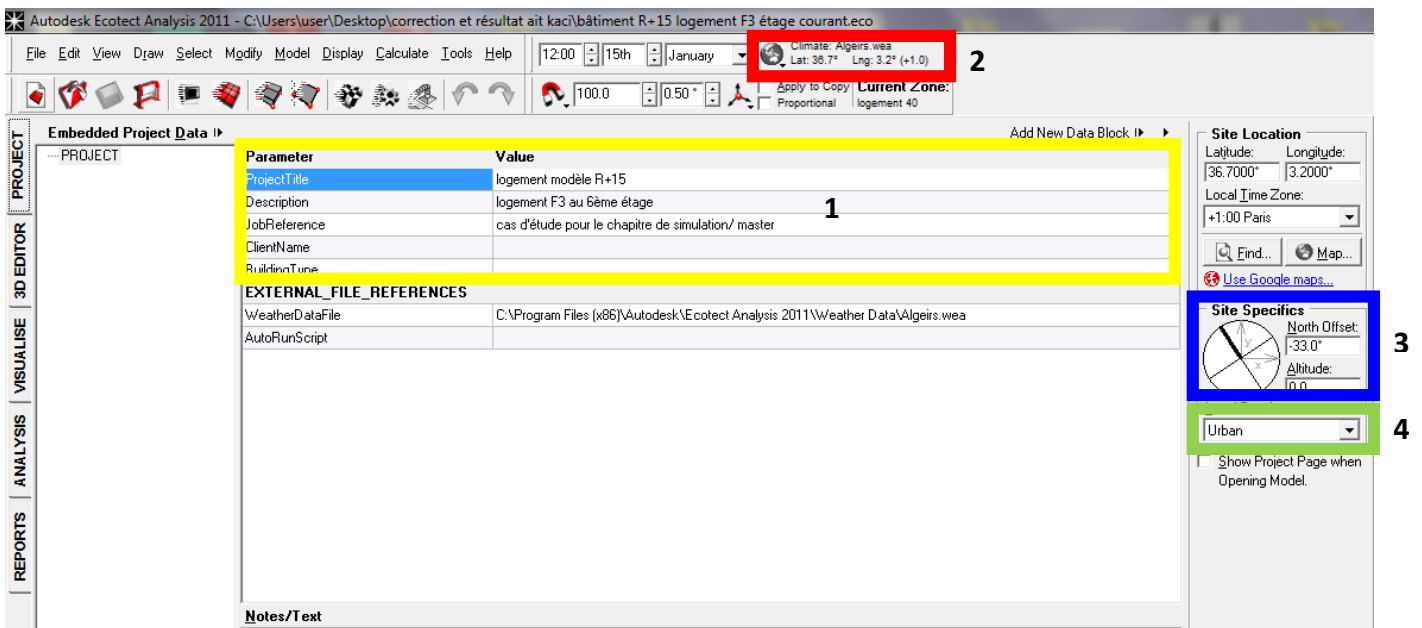 Autodesk Ecotect Analysis 2011 - C:\Users\user\Desktop\correction et résultat ait kaci\bâtiment R+15 logement F3 étage courant.eco
File Edit View Draw Select Modify Model Display Calculate Tools Help 12:00 15th January Climate: Algeirs.wea
Lat: 36.7° Lng: 3.2° (+1.0)
2
100.0 0.50 ° Apply to Copy Current Zone:
Proportional logement 40
PROJECT
3D EDITOR
VISUALISE
ANALYSIS
REPORTS
Embedded Project Data Add New Data Block
PROJECT
Parameter Value
ProjectTitle logement modèle R+15
Description logement F3 au 6ème étage
1
JobReference cas d'étude pour le chapitre de simulation/ master
ClientName
BuildingType
EXTERNAL_FILE_REFERENCES
WeatherDataFile C:\Program Files (x86)\Autodesk\Ecotect Analysis 2011\Weather Data\Algeirs.wea
AutoRunScript
Notes/Text
Site Location
Latitude: Longitude:
36.7000° 3.2000°
Local Time Zone:
+1:00 Paris
Find... Map...
Use Google maps...
Site Specifics
North Offset:
y
-33.0°
x
Altitude:
0.0
3
Urban
4
Show Project Page when
Opening Model.